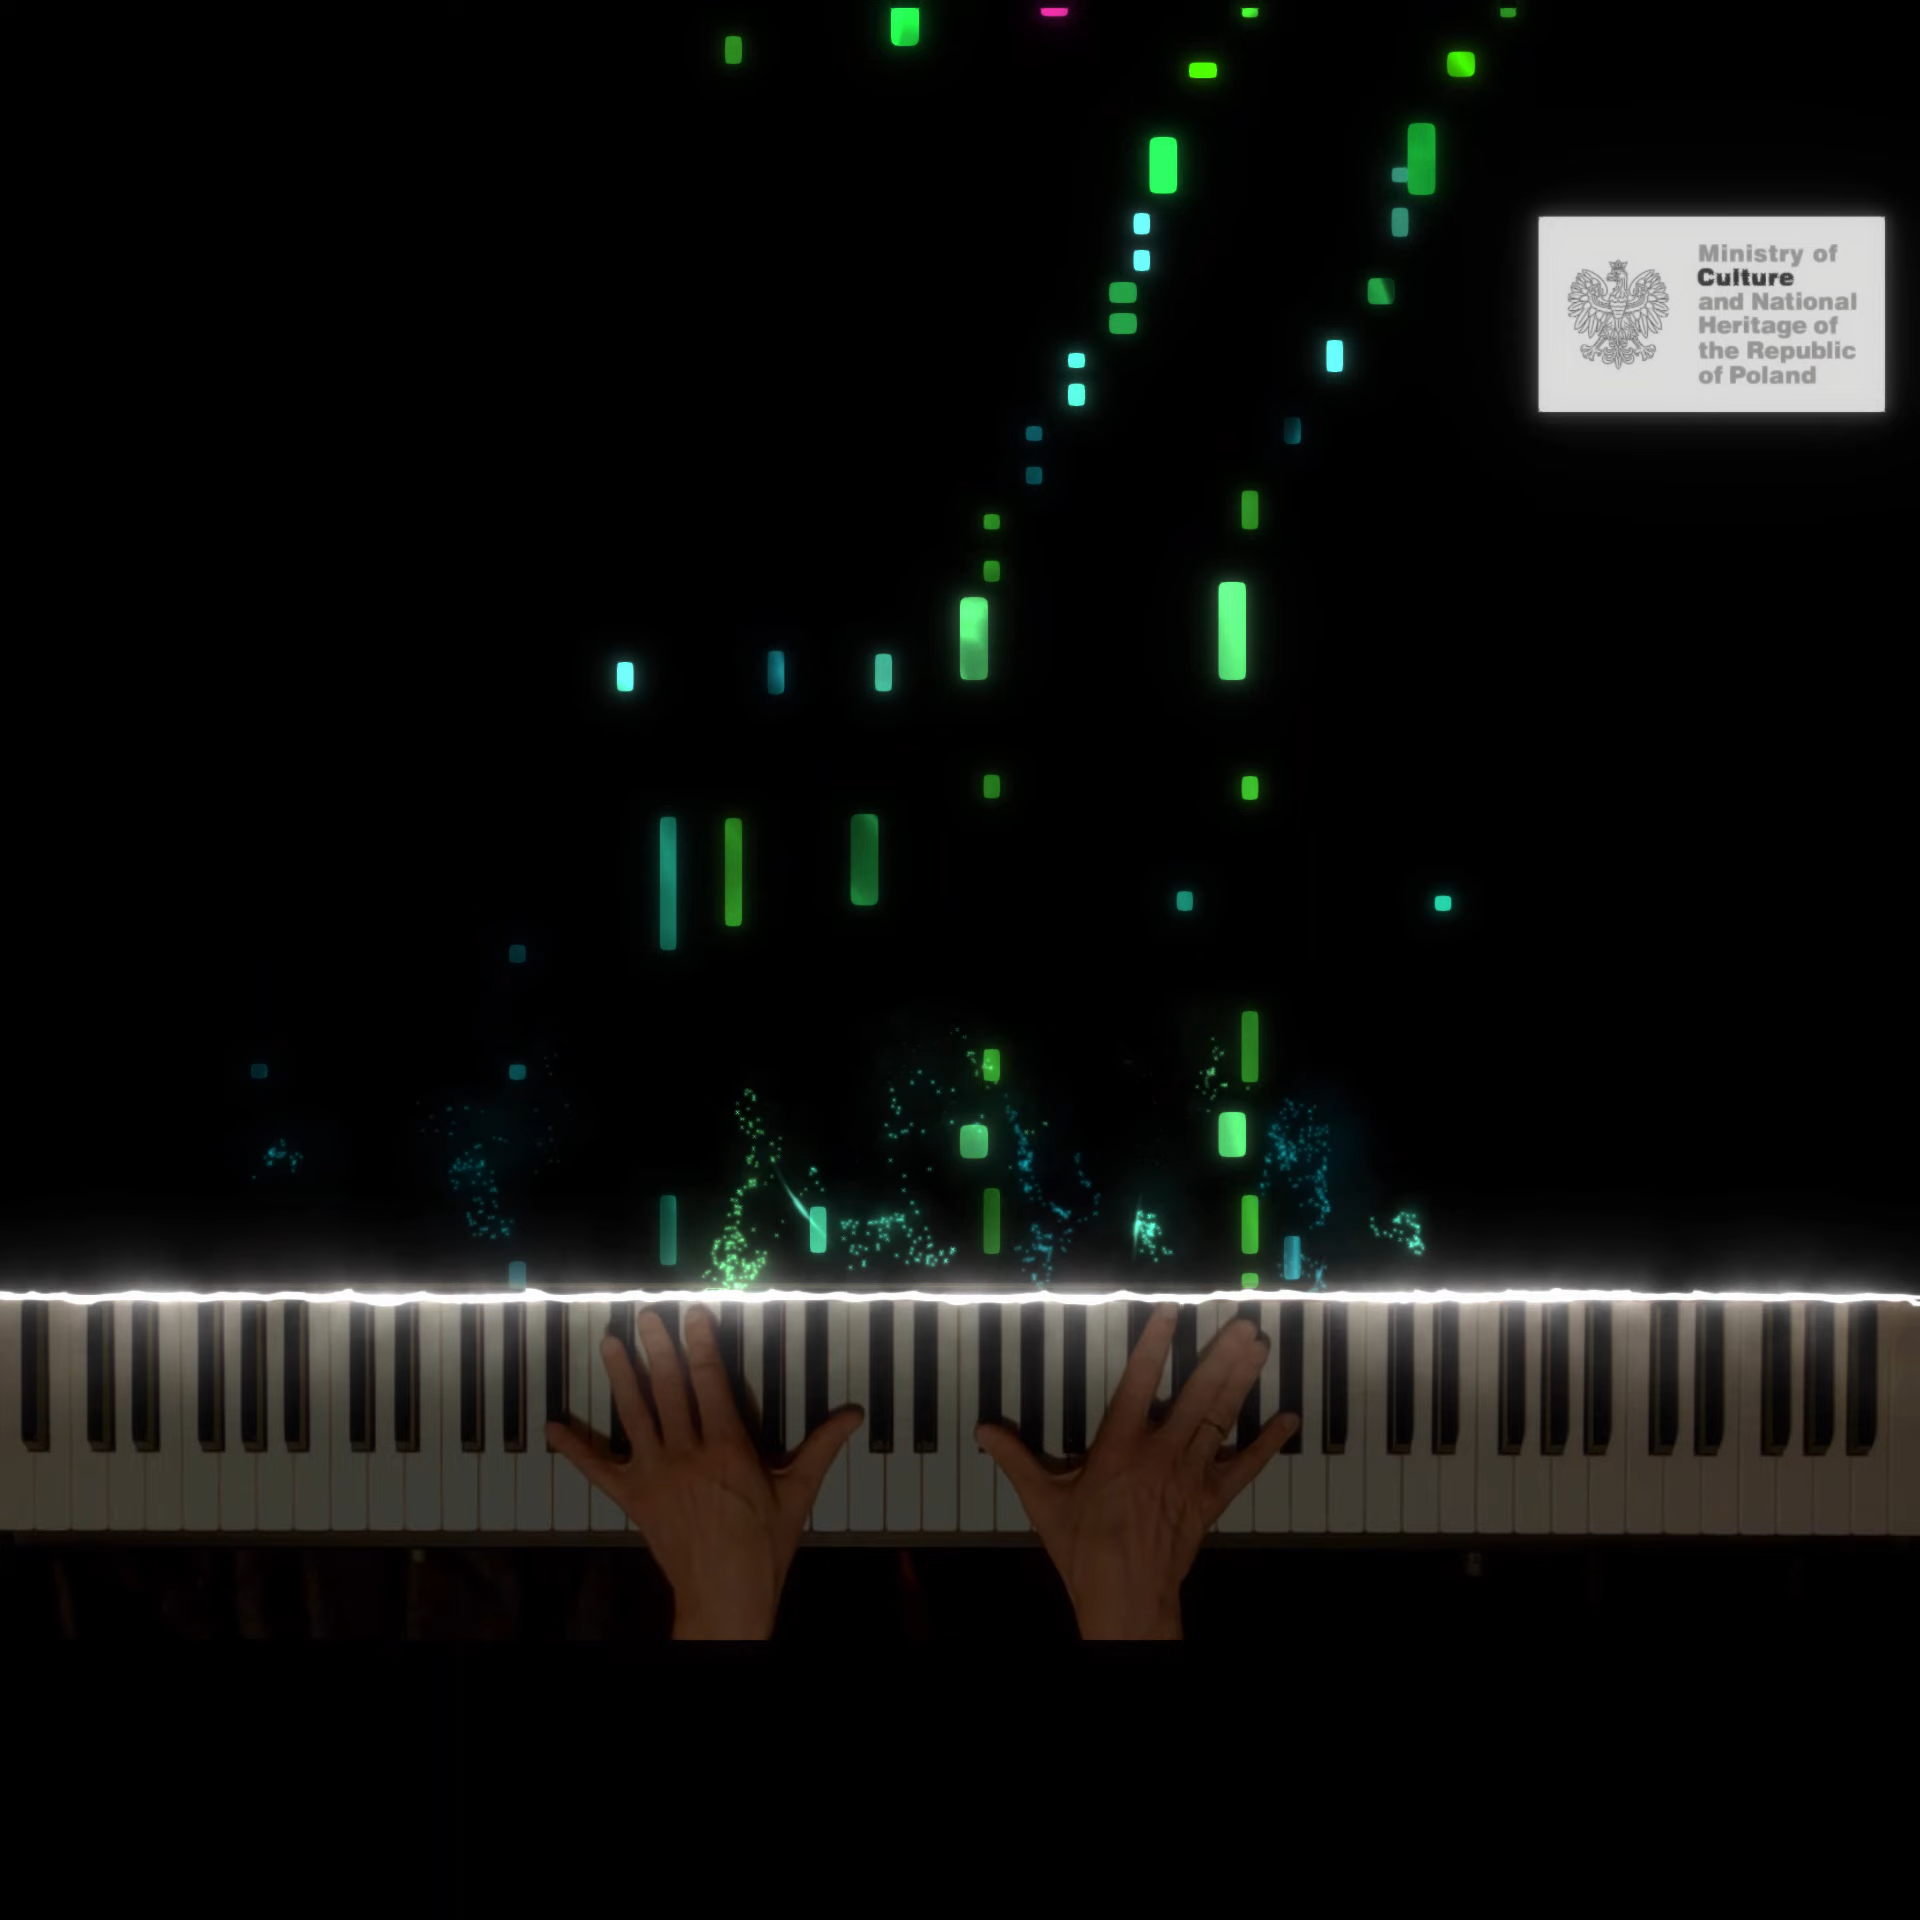 Ministry of
Culture
and National
Heritage of
the Republic
of Poland